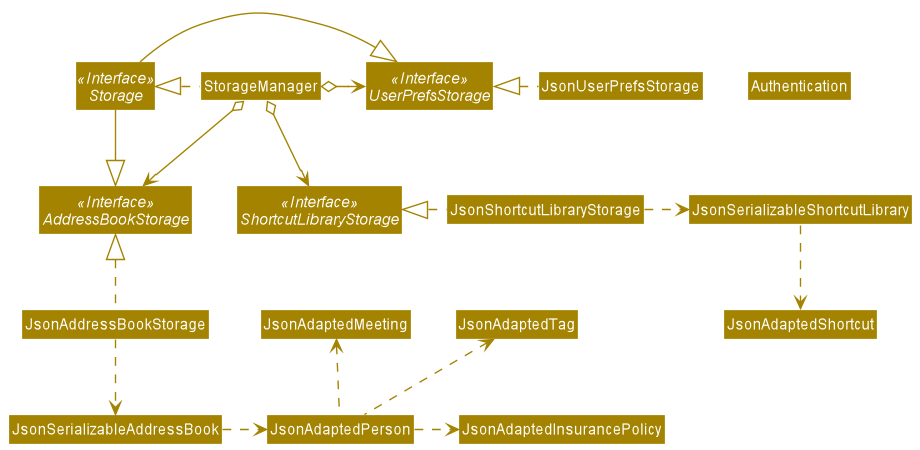 «Interface»
Storage
StorageManager
«Interface»
UserPrefsStorage
JsonUserPrefsStorage
Authentication
«Interface»
AddressBookStorage
«Interface»
ShortcutLibraryStorage
JsonShortcutLibraryStorage
JsonSerializableShortcutLibrary
JsonAddressBookStorage
JsonAdaptedMeeting
JsonAdaptedTag
JsonAdaptedShortcut
JsonSerializableAddressBook
JsonAdaptedPerson
JsonAdaptedInsurancePolicy